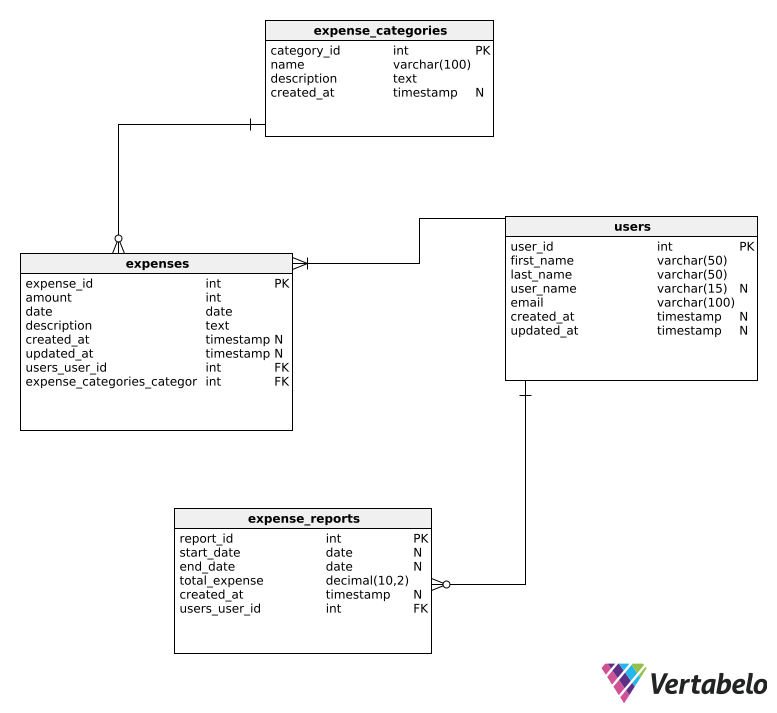 expense_categories
category_id int PK
name varchar(100)
description text
created_at timestamp N
users
user_id int PK
first_name varchar(50)
last_name varchar(50)
user_name varchar(15) N
email varchar(100)
created_at timestamp N
updated_at timestamp N
expenses
expense_id int PK
amount int
date date
description text
created_at timestamp N
updated_at timestamp N
users_user_id int FK
expense_categories_categor int FK
expense_reports
report_id int PK
start_date date N
end_date date N
total_expense decimal(10,2)
created_at timestamp N
users_user_id int FK
Vertabelo